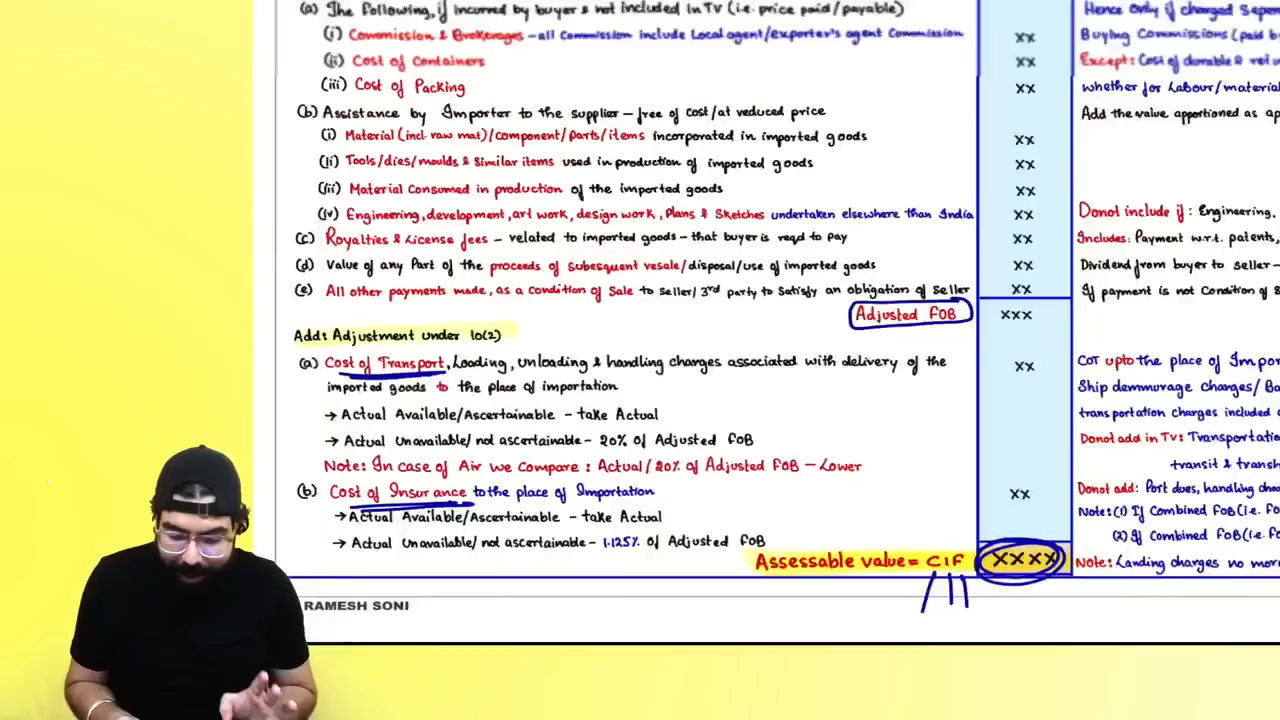 (a) The following, if incurred by buyer & not included in TV (i.e. price paid/payable)
Hence Only if charged Sepe
(i) Commission & Brokerages – all Commission include Local agent/exporter's agent Commission
xx
Buying Commissions (paid b
(ii) Cost of Containers
xx
Except: Cost of durable & ret
(iii) Cost of Packing
xx
whether for Labour/material
(b) Assistance by Importer to the supplier – free of cost/at reduced price
Add the value apportioned as ap
(i) Material (incl. raw mat)/component/parts/items incorporated in imported goods
xx
(ii) Tools/dies/moulds & Similar items used in production of imported goods
xx
(iii) Material Consumed in production of the imported goods
xx
(iv) Engineering, development, art work, design work, Plans & Sketches undertaken elsewhere than India
xx
Donot include if: Engineering,
(c) Royalties & License fees – related to imported goods – that buyer is reqd to pay
xx
Includes: Payment w.r.t. patents,
(d) Value of any Part of the proceeds of subesquent resale/disposal/use of imported goods
xx
Dividend from buyer to seller –
(e) All other payments made, as a condition of Sale to seller/3rd party to Satisfy an obligation of seller
xx
If payment is not Condition of S
Adjusted FOB
xxx
Add: Adjustment under 10(2)
(a) Cost of Transport, Loading, unloading & handling charges associated with delivery of the
xx
COT upto the place of Impor
imported goods to the place of importation
Ship demmurage charges/ Ba
→ Actual Available/Ascertainable – take Actual
transportation charges included
→ Actual Unavailable/not ascertainable – 20% of Adjusted FOB
Donot add in TV: Transportatio
Note: In case of Air we Compare: Actual/20% of Adjusted FOB – Lower
transit & transh
(b) Cost of Insurance to the place of Importation
xx
Donot add: Port dues, handling cha
→ Actual Available/Ascertainable – take Actual
Note: (1) If Combined FOB (i.e. Fo
→ Actual Unavailable/not ascertainable – 1.125% of Adjusted FOB
(2) If Combined FOB (i.e. F
Assessable value = CIF
xxxx
Note: Landing charges no more
RAMESH SONI